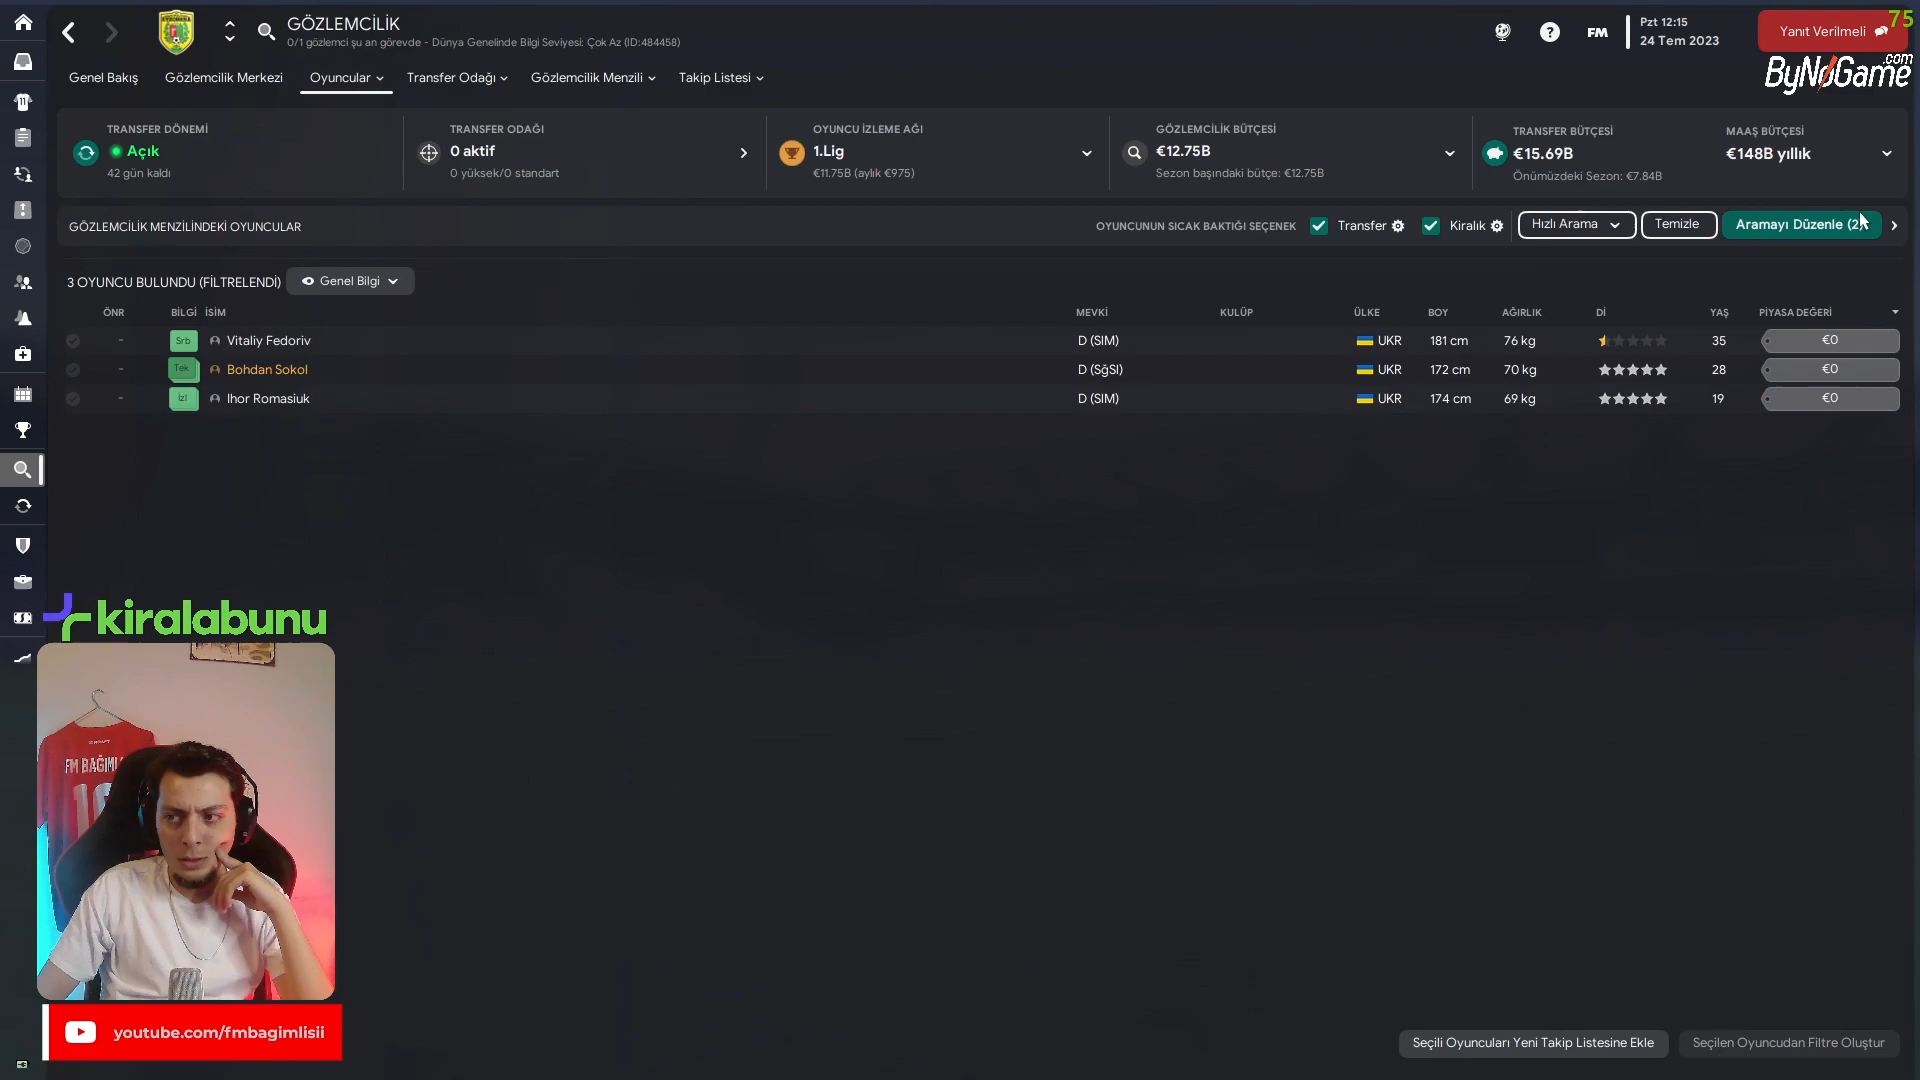 GÖZLEMCİLİK
0/1 gözlemci şu an görevde - Dünya Genelinde Bilgi Seviyesi: Çok Az (ID:484458)
FM
Pzt 12:15
24 Tem 2023
Yanıt Verilmeli
75
ByNoGame.com
Genel Bakış
Gözlemcilik Merkezi
Oyuncular
Transfer Odağı
Gözlemcilik Menzili
Takip Listesi
TRANSFER DÖNEMİ
Açık
42 gün kaldı
TRANSFER ODAĞI
0 aktif
0 yüksek/0 standart
OYUNCU İZLEME AĞI
1.Lig
€11.75B (aylık €975)
GÖZLEMCİLİK BÜTÇESİ
€12.75B
Sezon başındaki bütçe: €12.75B
TRANSFER BÜTÇESİ
€15.69B
Önümüzdeki Sezon: €7.84B
MAAŞ BÜTÇESİ
€148B yıllık
GÖZLEMCİLİK MENZİLİNDEKİ OYUNCULAR
OYUNCUNUN SICAK BAKTIĞI SEÇENEK
Transfer
Kiralık
Hızlı Arama
Temizle
Aramayı Düzenle (2)
3 OYUNCU BULUNDU (FİLTRELENDİ)
Genel Bilgi
ÖNR BİLGİ İSİM MEVKİ KULÜP ÜLKE BOY AĞIRLIK Dİ YAŞ PİYASA DEĞERİ
- Srb Vitaliy Fedoriv D (SIM) UKR 181 cm 76 kg 35 €0
- Tek Bohdan Sokol D (SğSl) UKR 172 cm 70 kg 28 €0
- İzl Ihor Romasiuk D (SIM) UKR 174 cm 69 kg 19 €0
kiralabunu
FM BAĞIMLI
youtube.com/fmbagimlisii
Seçili Oyuncuları Yeni Takip Listesine Ekle
Seçilen Oyuncudan Filtre Oluştur